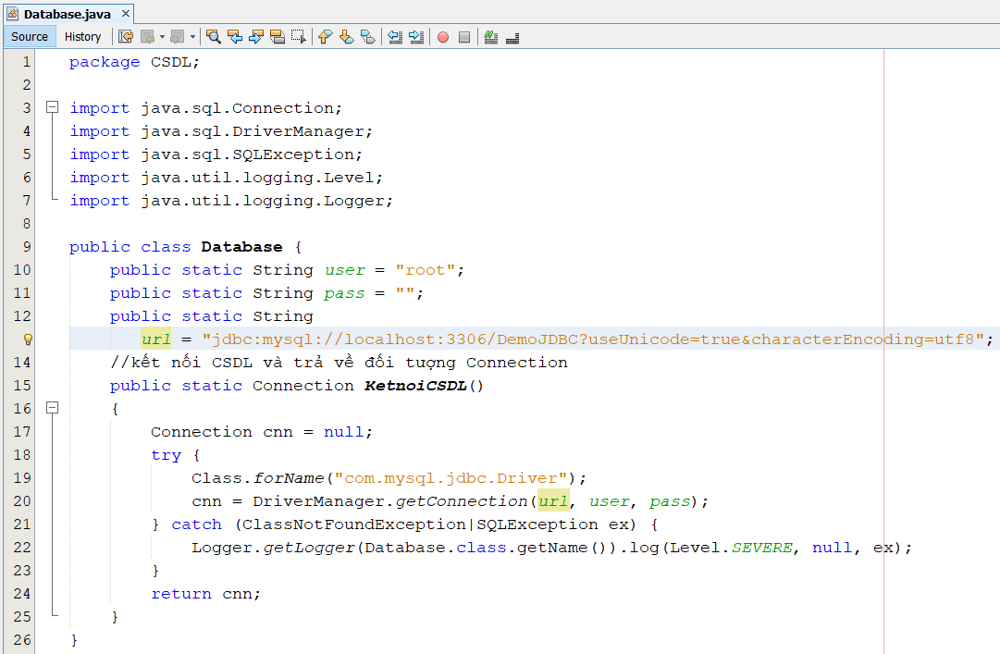 Database.java
Source History
1 package CSDL;
2
3 import java.sql.Connection;
4 import java.sql.DriverManager;
5 import java.sql.SQLException;
6 import java.util.logging.Level;
7 import java.util.logging.Logger;
8
9 public class Database {
10 public static String user = "root";
11 public static String pass = "";
12 public static String
url = "jdbc:mysql://localhost:3306/DemoJDBC?useUnicode=true&characterEncoding=utf8";
14 //kết nối CSDL và trả về đối tượng Connection
15 public static Connection KetnoiCSDL()
16 {
17 Connection cnn = null;
18 try {
19 Class.forName("com.mysql.jdbc.Driver");
20 cnn = DriverManager.getConnection(url, user, pass);
21 } catch (ClassNotFoundException|SQLException ex) {
22 Logger.getLogger(Database.class.getName()).log(Level.SEVERE, null, ex);
23 }
24 return cnn;
25 }
26 }